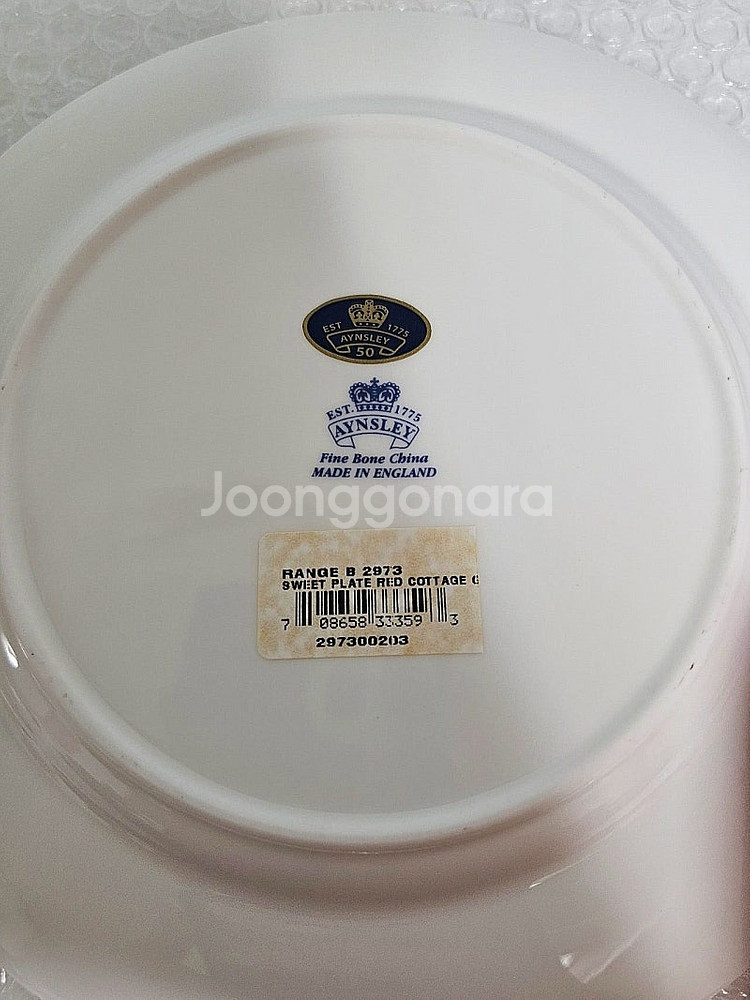 EST 1775
AYNSLEY
50
EST. 1775
AYNSLEY
Fine Bone China
MADE IN ENGLAND
Joonggonara
RANGE B 2973
SWEET PLATE RED COTTAGE G
7 08658 33359 3
297300203